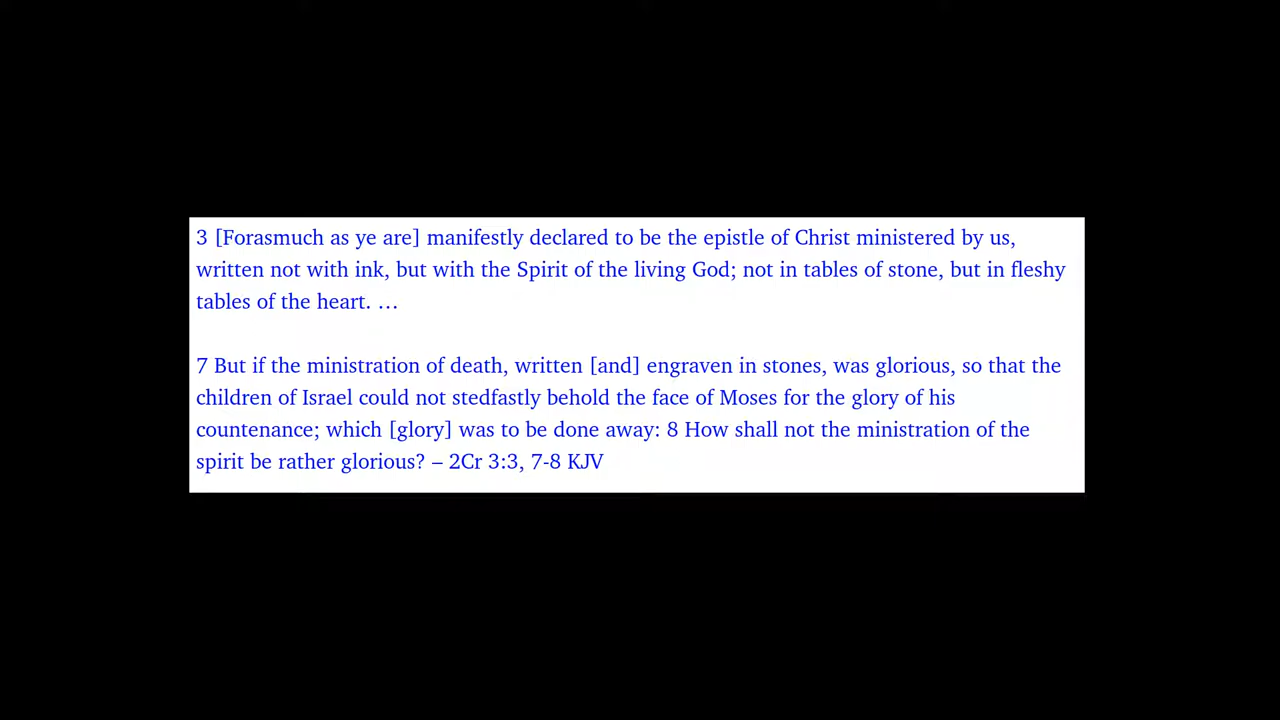 3 [Forasmuch as ye are] manifestly declared to be the epistle of Christ ministered by us,
written not with ink, but with the Spirit of the living God; not in tables of stone, but in fleshy
tables of the heart. …
7 But if the ministration of death, written [and] engraven in stones, was glorious, so that the
children of Israel could not stedfastly behold the face of Moses for the glory of his
countenance; which [glory] was to be done away: 8 How shall not the ministration of the
spirit be rather glorious? – 2Cr 3:3, 7-8 KJV